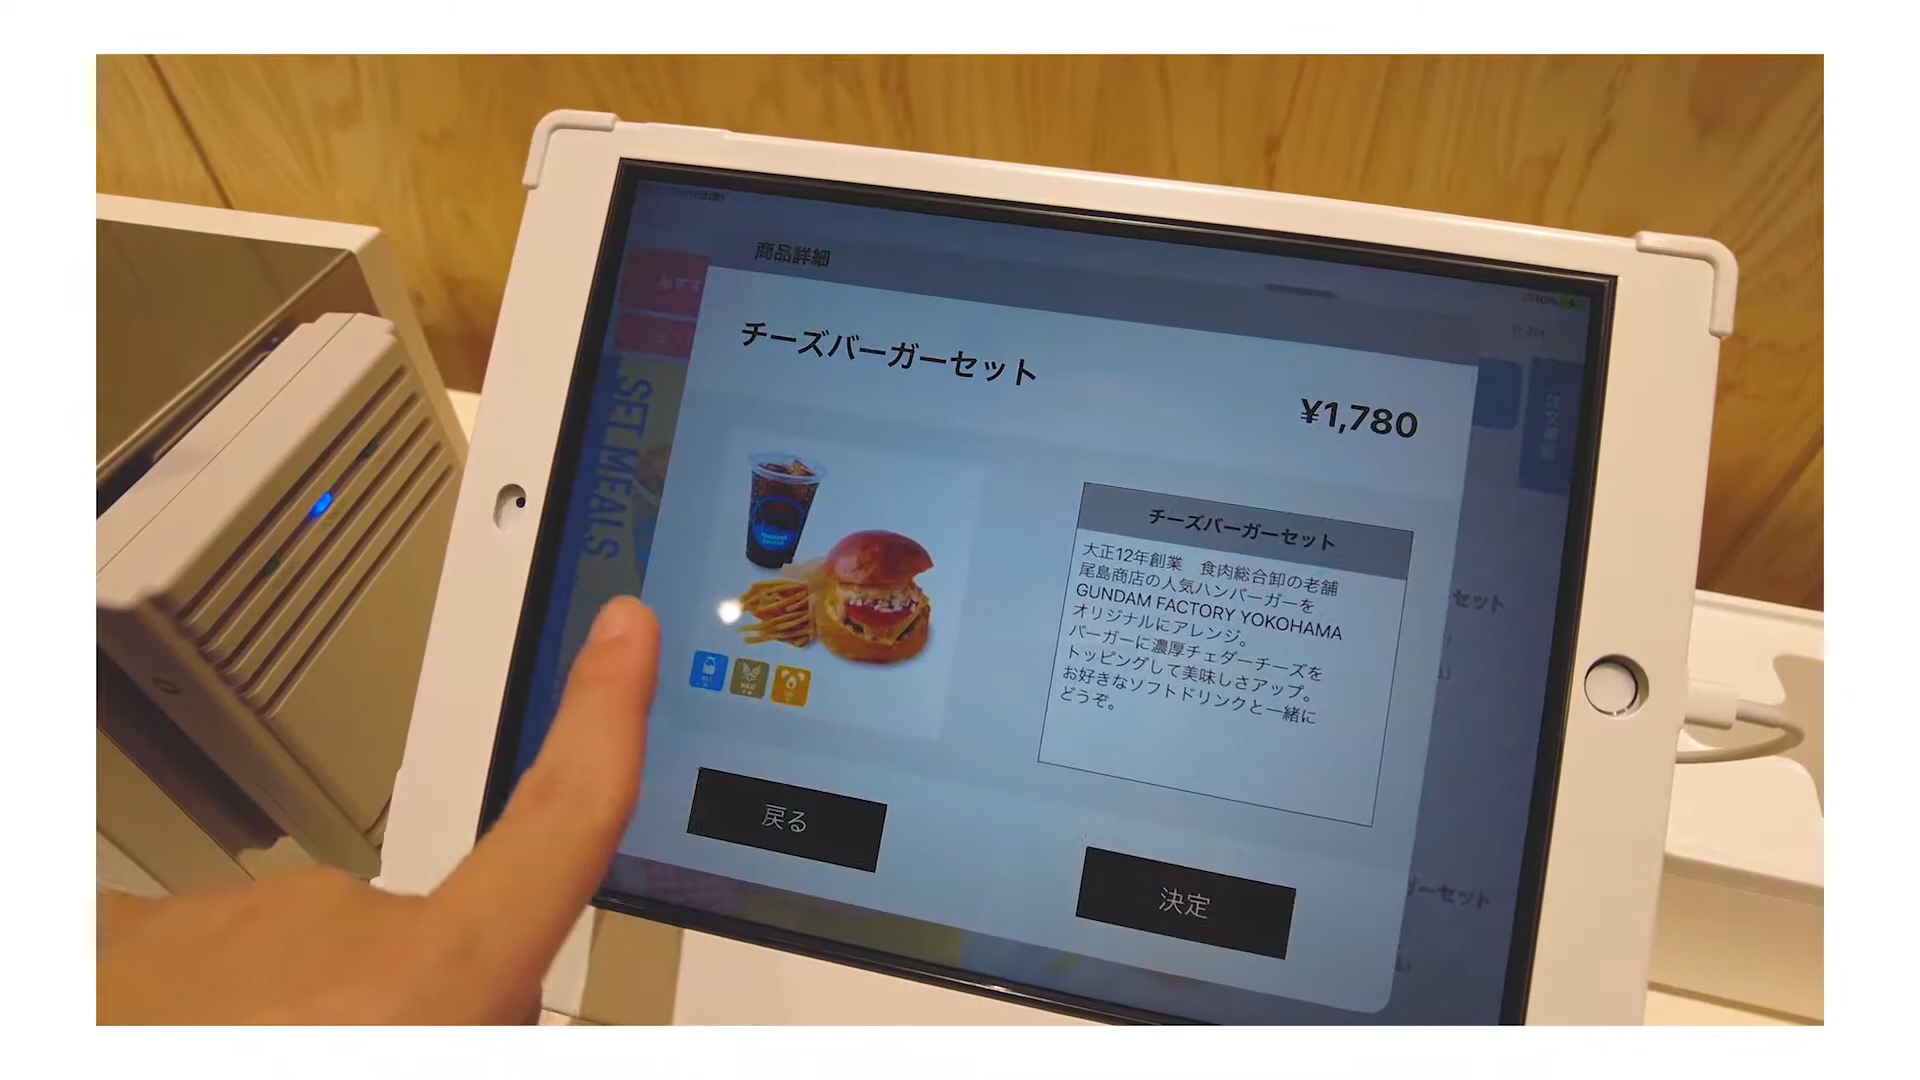 商品詳細
チーズバーガーセット
¥1,780
SET MEALS
チーズバーガーセット
大正12年創業　食肉総合卸の老舗
尾島商店の人気ハンバーガーを
GUNDAM FACTORY YOKOHAMA
オリジナルにアレンジ。
バーガーに濃厚チェダーチーズを
トッピングして美味しさアップ。
お好きなソフトドリンクと一緒に
どうぞ。
戻る
決定